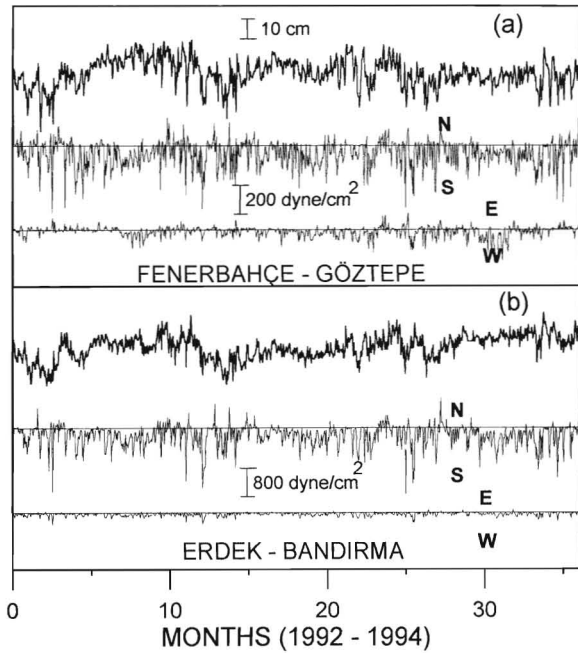 (a)
10 cm
N
S
200 dyne/cm²
E
W
FENERBAHÇE - GÖZTEPE
(b)
N
S
800 dyne/cm²
E
W
ERDEK - BANDIRMA
0 10 20 30
MONTHS (1992 - 1994)